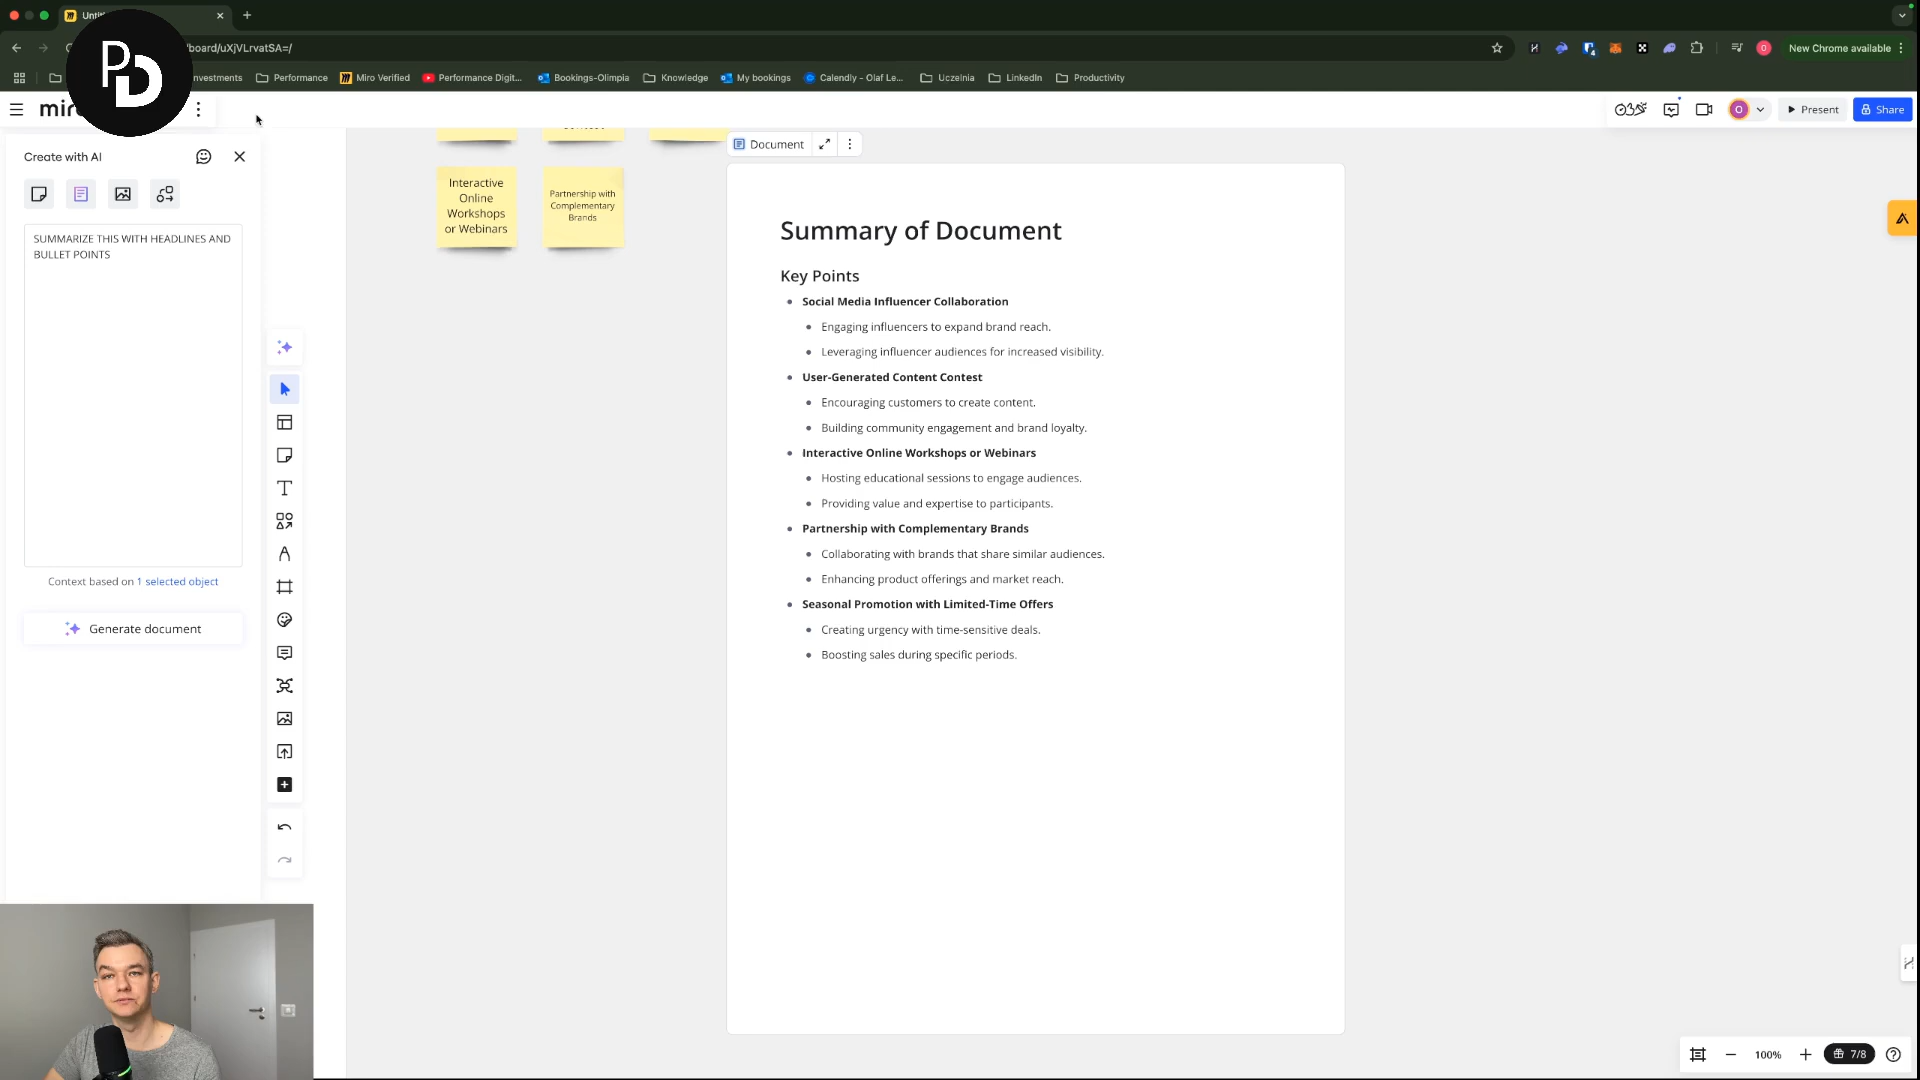 Unti
board/uXjVLrvatSA=/
New Chrome available
nvestments
Performance
Miro Verified
Performance Digit...
Bookings-Olimpia
Knowledge
My bookings
Calendly - Olaf Le...
Uczelnia
LinkedIn
Productivity
PD
mir
O
Present
Share
Create with AI
SUMMARIZE THIS WITH HEADLINES AND
BULLET POINTS
Context based on 1 selected object
Generate document
Interactive
Online
Workshops
or Webinars
Partnership with
Complementary
Brands
Document
Summary of Document
Key Points
Social Media Influencer Collaboration
Engaging influencers to expand brand reach.
Leveraging influencer audiences for increased visibility.
User-Generated Content Contest
Encouraging customers to create content.
Building community engagement and brand loyalty.
Interactive Online Workshops or Webinars
Hosting educational sessions to engage audiences.
Providing value and expertise to participants.
Partnership with Complementary Brands
Collaborating with brands that share similar audiences.
Enhancing product offerings and market reach.
Seasonal Promotion with Limited-Time Offers
Creating urgency with time-sensitive deals.
Boosting sales during specific periods.
100%
7/8